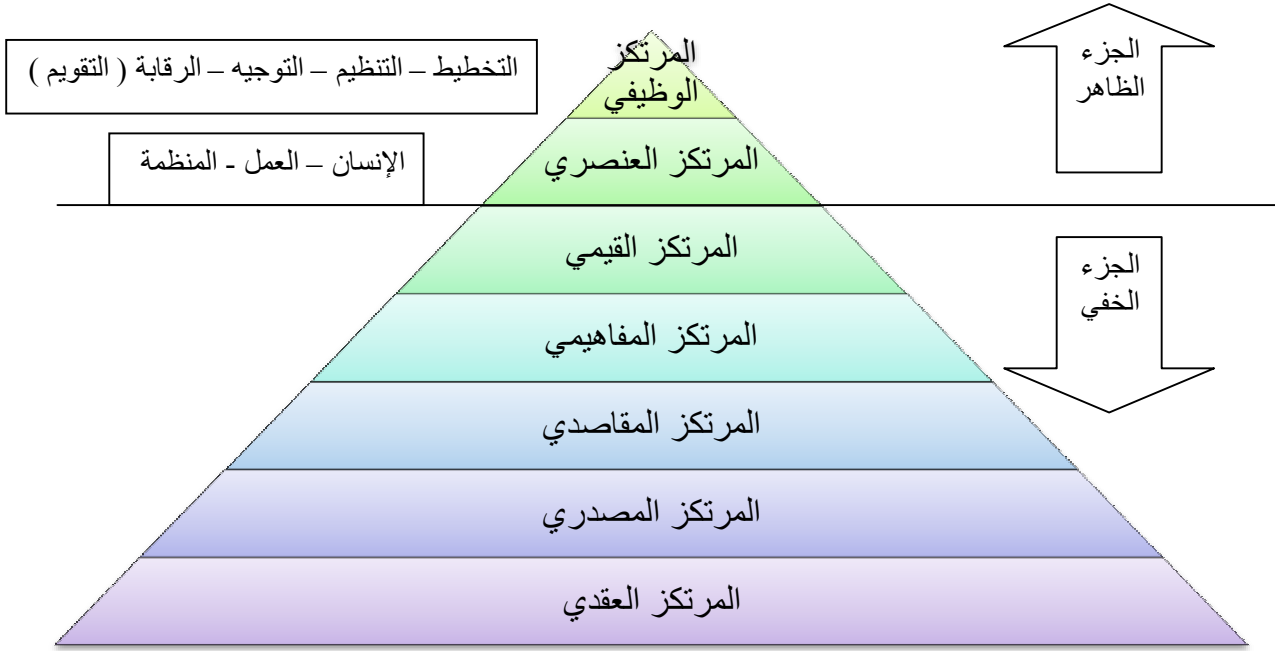 الجزء
الظاهر
المرتكز
الوظيفي
التخطيط – التنظيم – التوجيه – الرقابة ( التقويم )
المرتكز العنصري
الإنسان – العمل - المنظمة
المرتكز القيمي
الجزء
الخفي
المرتكز المفاهيمي
المرتكز المقاصدي
المرتكز المصدري
المرتكز العقدي